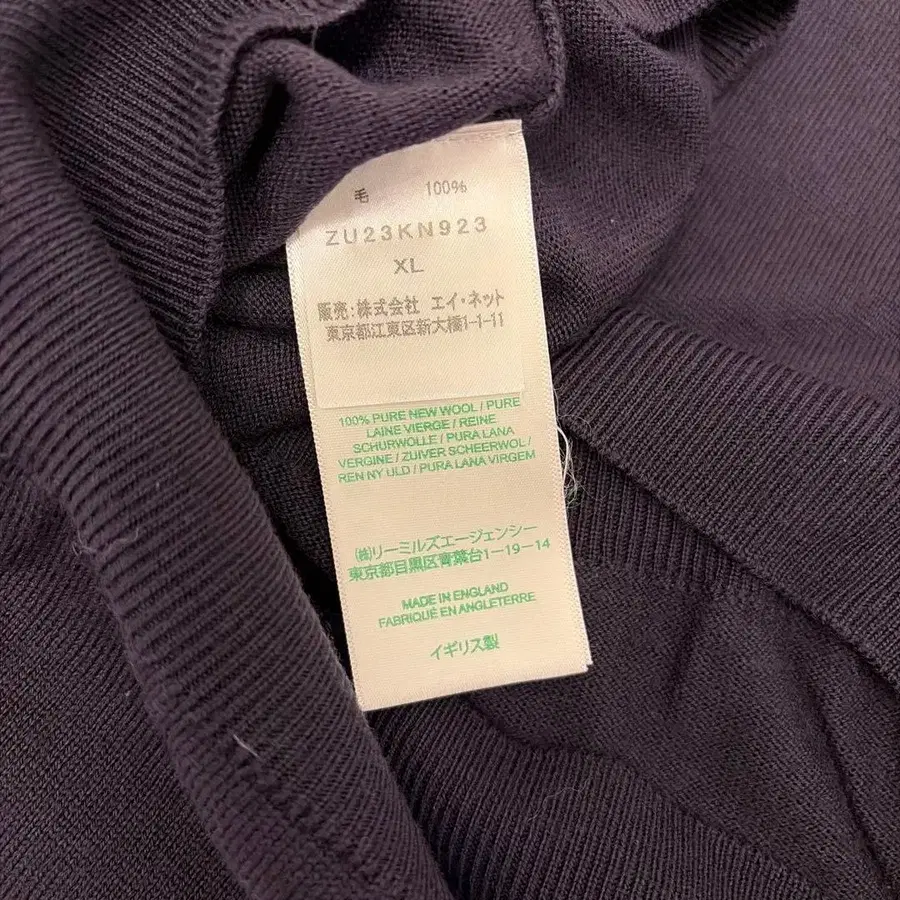 毛 100%
ZU23KN923
XL
販売:株式会社 エイ・ネット
東京都江東区新大橋1-1-11
100% PURE NEW WOOL / PURE
LAINE VIERGE / REINE
SCHURWOLLE / PURA LANA
VERGINE / ZUIVER SCHEERWOL /
REN NY ULD / PURA LANA VIRGEM
㈱リーミルズエージェンシー
東京都目黒区青葉台1-19-14
MADE IN ENGLAND
FABRIQUÉ EN ANGLETERRE
イギリス製